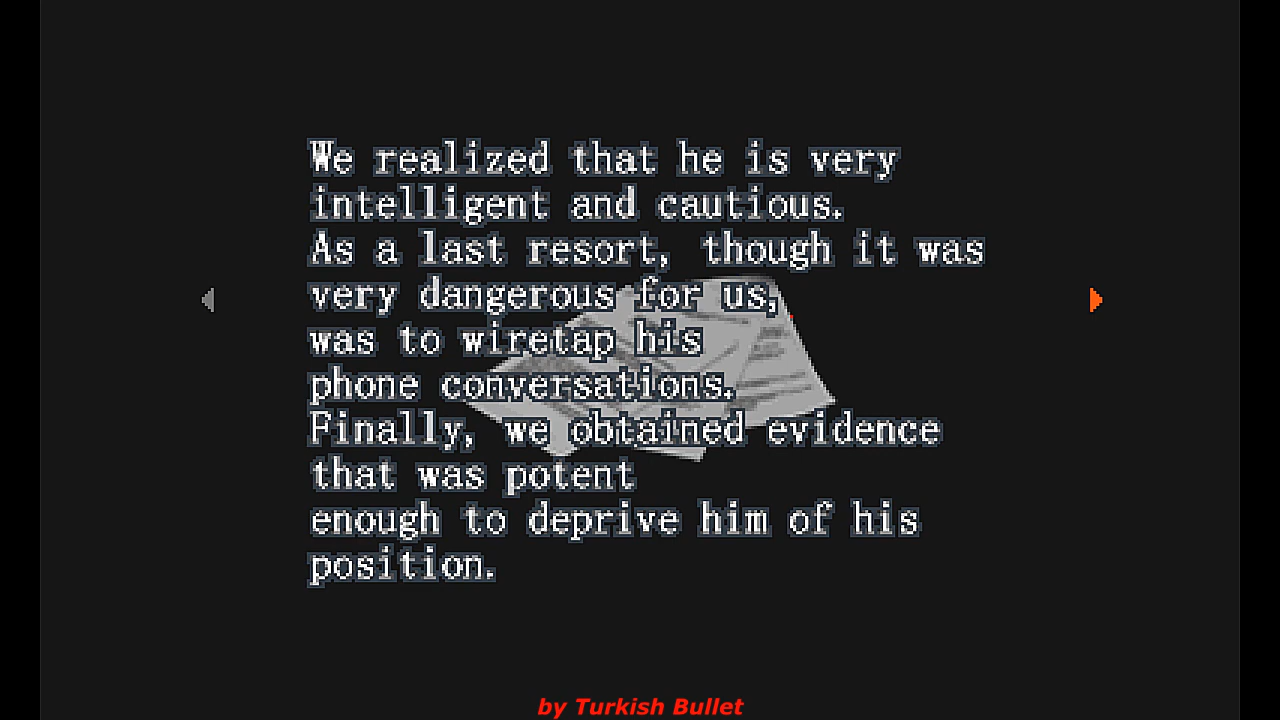 We realized that he is very
intelligent and cautious.
As a last resort, though it was
very dangerous for us,
was to wiretap his
phone conversations.
Finally, we obtained evidence
that was potent
enough to deprive him of his
position.
by Turkish Bullet